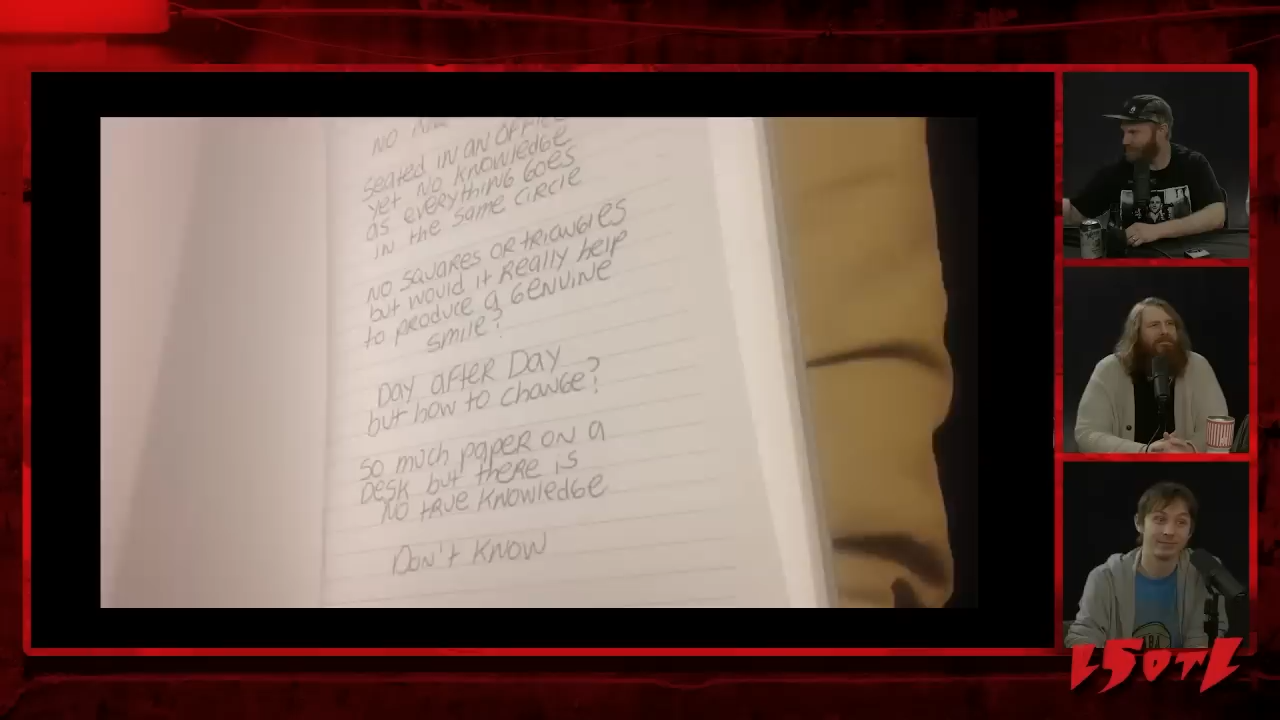 NO
seated IN AN OFFICE
yet NO KNOWledGE
as eveRythING GOES
IN the same CIRCIE
NO SQUARES OR tRIaNGlES
but would it REally help
to pRoduce a GENUINE
smile?
DAY afteR DAY
but how to change?
SO much papeR ON a
DESK but theRe IS
NO tRUe KNOWledGe
Don't KNOW
L5OTL